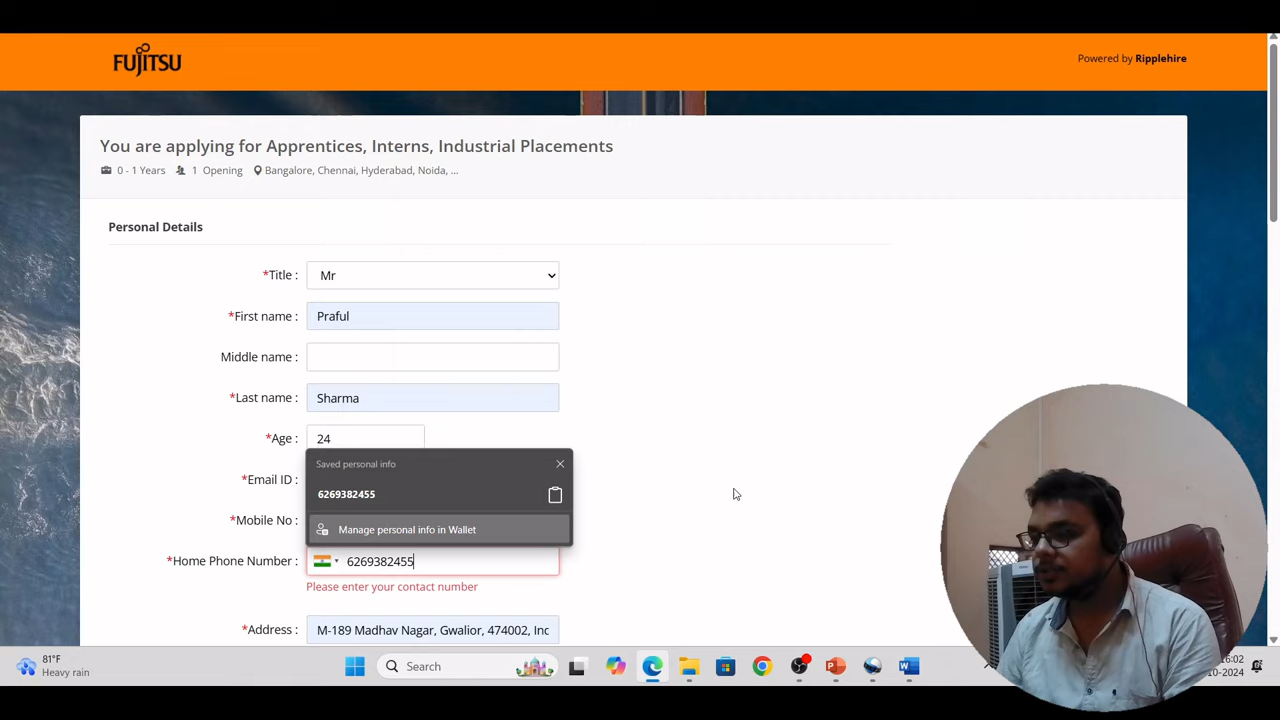 FUJITSU
Powered by Ripplehire
You are applying for Apprentices, Interns, Industrial Placements
0 - 1 Years 1 Opening Bangalore, Chennai, Hyderabad, Noida, ...
Personal Details
*Title : Mr
*First name : Praful
Middle name :
*Last name : Sharma
*Age : 24
Saved personal info
*Email ID :
6269382455
*Mobile No :
Manage personal info in Wallet
*Home Phone Number : 6269382455
Please enter your contact number
*Address : M-189 Madhav Nagar, Gwalior, 474002, Inc
81°F
Heavy rain
Search
16:02
-10-2024